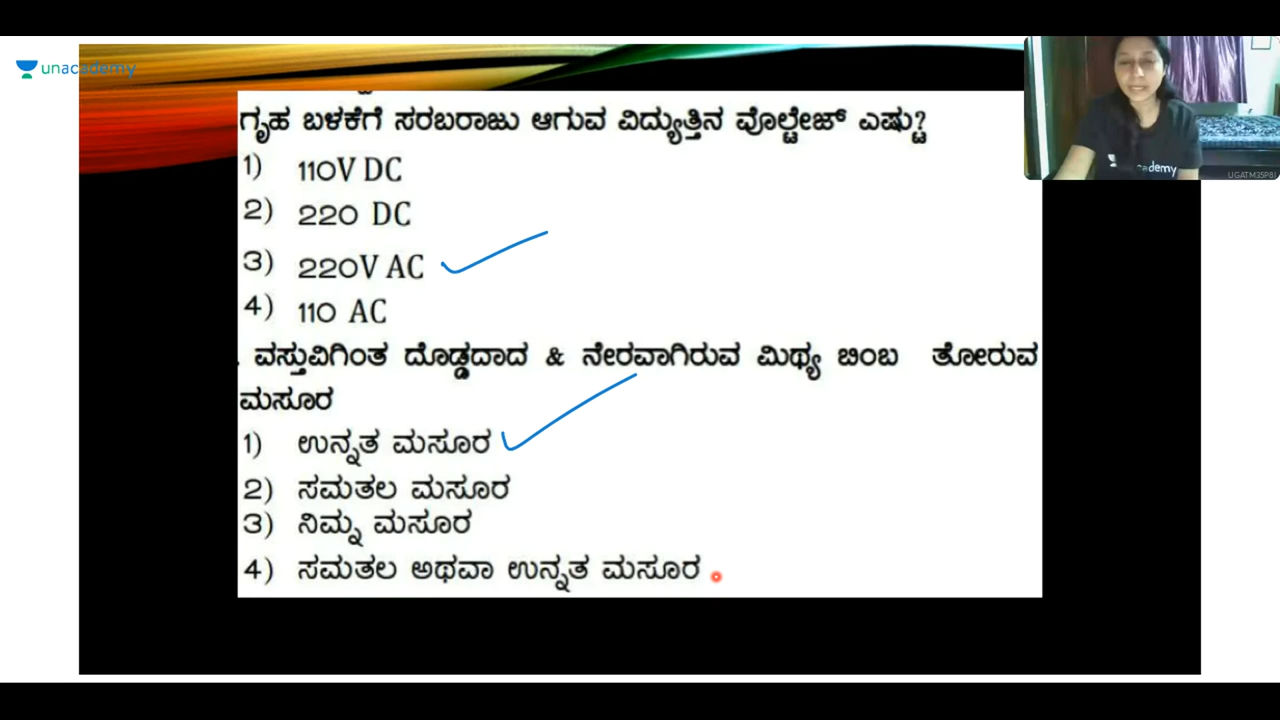 unacademy
ಗೃಹ ಬಳಕೆಗೆ ಸರಬರಾಜು ಆಗುವ ವಿದ್ಯುತ್ತಿನ ವೊಲ್ಟೇಜ್ ಎಷ್ಟು?
1) 110V DC
2) 220 DC
3) 220V AC
4) 110 AC
. ವಸ್ತುವಿಗಿಂತ ದೊಡ್ಡದಾದ & ನೇರವಾಗಿರುವ ಮಿಥ್ಯ ಬಿಂಬ ತೋರುವ
ಮಸೂರ
1) ಉನ್ನತ ಮಸೂರ
2) ಸಮತಲ ಮಸೂರ
3) ನಿಮ್ನ ಮಸೂರ
4) ಸಮತಲ ಅಥವಾ ಉನ್ನತ ಮಸೂರ